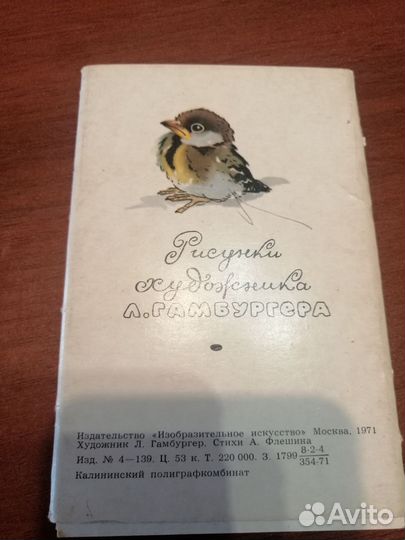 Рисунки
художника
Л. ГАМБУРГЕРА
Издательство «Изобразительное искусство» Москва, 1971
Художник Л. Гамбургер. Стихи А. Флешина
Изд. № 4—139. Ц. 53 к. Т. 220 000. З. 1799 8-2-4/354-71
Калининский полиграфкомбинат
Avito